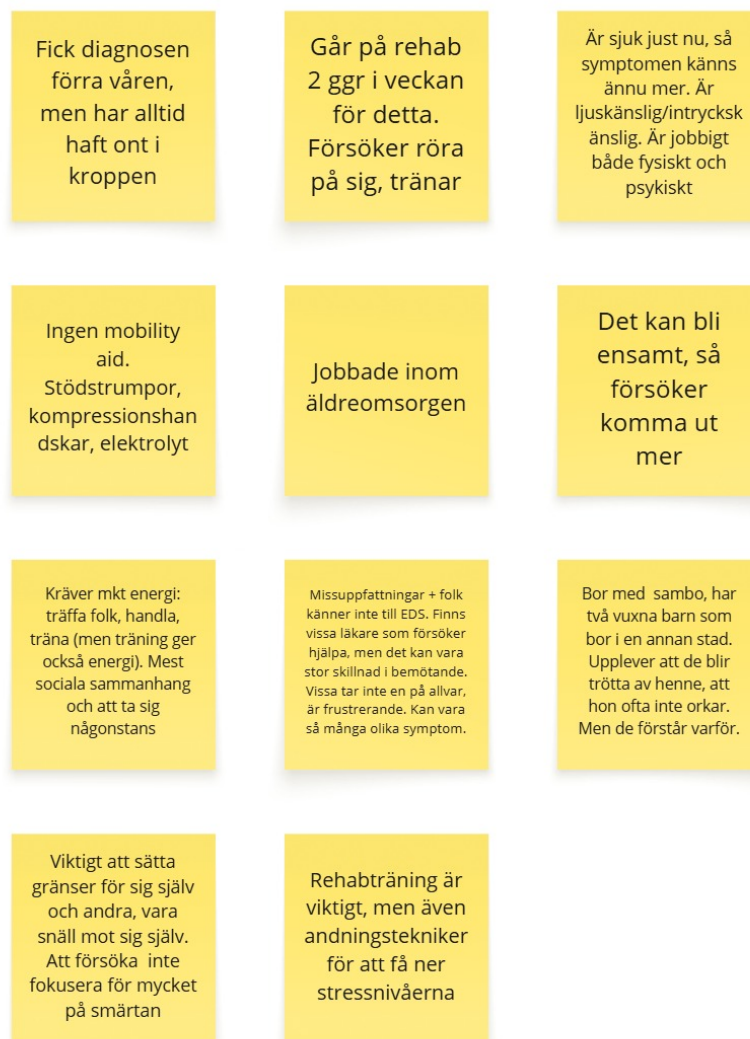 Fick diagnosen
förra våren,
men har alltid
haft ont i
kroppen
Går på rehab
2 ggr i veckan
för detta.
Försöker röra
på sig, tränar
Är sjuk just nu, så
symptomen känns
ännu mer. Är
ljuskänslig/intrycksk
änslig. Är jobbigt
både fysiskt och
psykiskt
Ingen mobility
aid.
Stödstrumpor,
kompressionshan
dskar, elektrolyt
Jobbade inom
äldreomsorgen
Det kan bli
ensamt, så
försöker
komma ut
mer
Kräver mkt energi:
träffa folk, handla,
träna (men träning ger
också energi). Mest
sociala sammanhang
och att ta sig
någonstans
Missuppfattningar + folk
känner inte till EDS. Finns
vissa läkare som försöker
hjälpa, men det kan vara
stor skillnad i bemötande.
Vissa tar inte en på allvar,
är frustrerande. Kan vara
så många olika symptom.
Bor med sambo, har
två vuxna barn som
bor i en annan stad.
Upplever att de blir
trötta av henne, att
hon ofta inte orkar.
Men de förstår varför.
Viktigt att sätta
gränser för sig själv
och andra, vara
snäll mot sig själv.
Att försöka inte
fokusera för mycket
på smärtan
Rehabträning är
viktigt, men även
andningstekniker
för att få ner
stressnivåerna